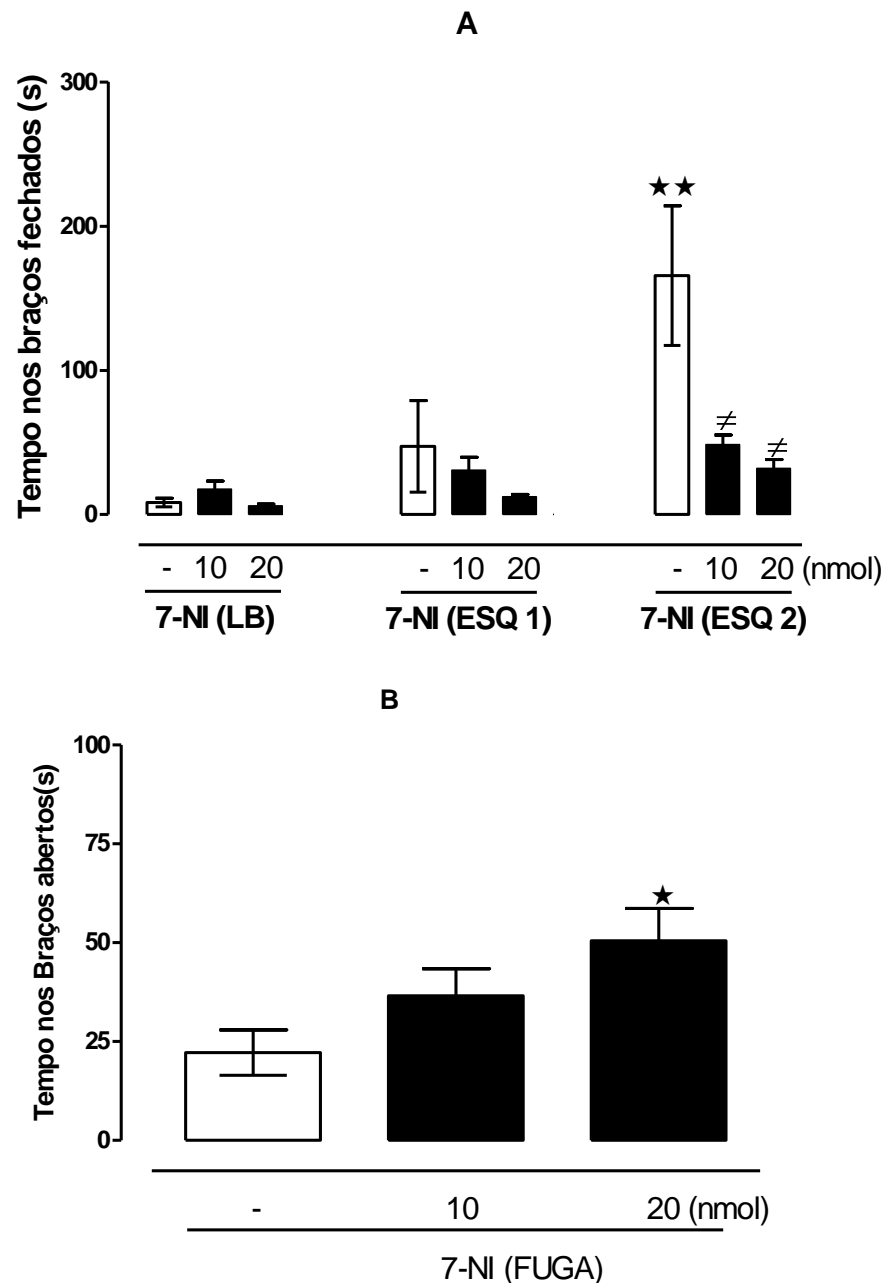 A
Tempo nos braços fechados (s)
300
200
100
0
★★
≠
≠
- 10 20 - 10 20 - 10 20 (nmol)
7-NI (LB) 7-NI (ESQ 1) 7-NI (ESQ 2)
B
Tempo nos Braços abertos(s)
100
75
50
25
0
★
- 10 20 (nmol)
7-NI (FUGA)